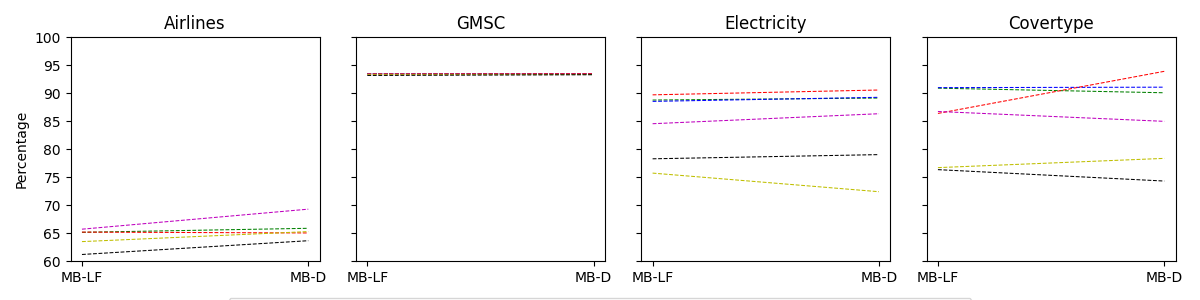 Airlines
GMSC
Electricity
Covertype
Percentage
100
95
90
85
80
75
70
65
60
MB-LF
MB-D
MB-LF
MB-D
MB-LF
MB-D
MB-LF
MB-D